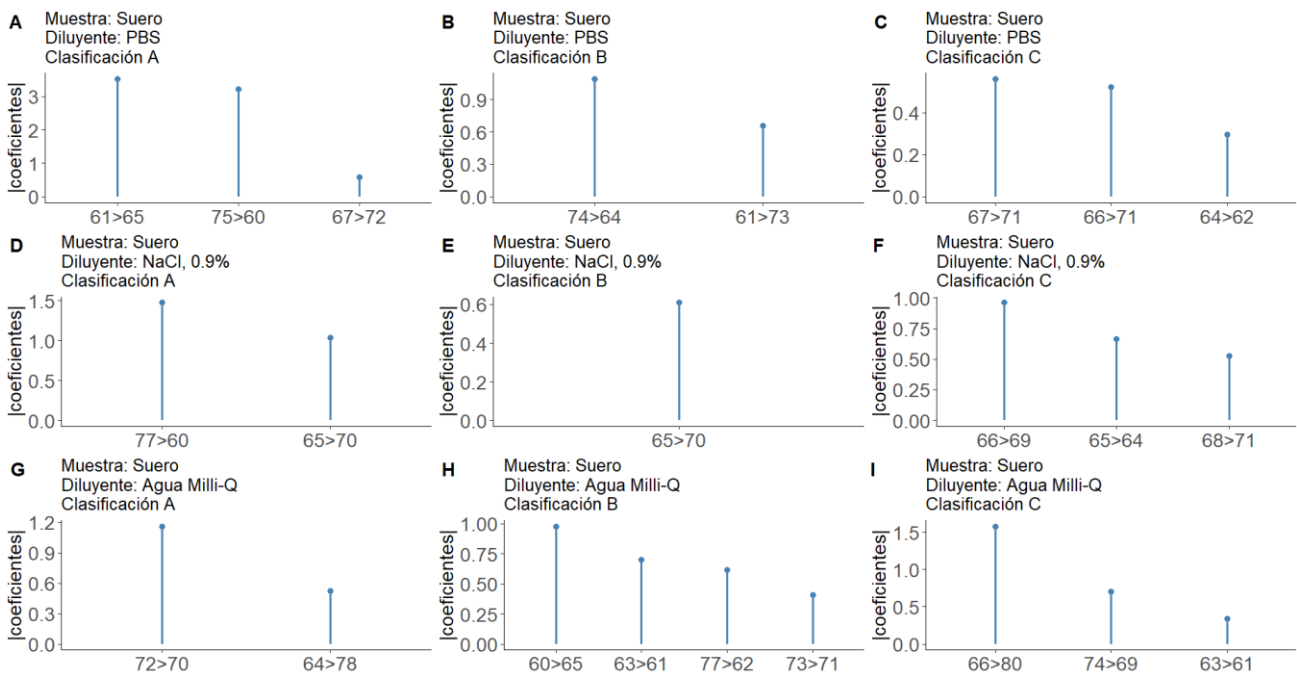 A
Muestra: Suero
Diluyente: PBS
Clasificación A
|coeficientes|
3
2
1
0
61>65 75>60 67>72
B
Muestra: Suero
Diluyente: PBS
Clasificación B
|coeficientes|
0.9
0.6
0.3
0.0
74>64 61>73
C
Muestra: Suero
Diluyente: PBS
Clasificación C
|coeficientes|
0.4
0.2
0.0
67>71 66>71 64>62
D
Muestra: Suero
Diluyente: NaCl, 0.9%
Clasificación A
|coeficientes|
1.5
1.0
0.5
0.0
77>60 65>70
E
Muestra: Suero
Diluyente: NaCl, 0.9%
Clasificación B
|coeficientes|
0.6
0.4
0.2
0.0
65>70
F
Muestra: Suero
Diluyente: NaCl, 0.9%
Clasificación C
|coeficientes|
1.00
0.75
0.50
0.25
0.00
66>69 65>64 68>71
G
Muestra: Suero
Diluyente: Agua Milli-Q
Clasificación A
|coeficientes|
1.2
0.9
0.6
0.3
0.0
72>70 64>78
H
Muestra: Suero
Diluyente: Agua Milli-Q
Clasificación B
|coeficientes|
1.00
0.75
0.50
0.25
0.00
60>65 63>61 77>62 73>71
I
Muestra: Suero
Diluyente: Agua Milli-Q
Clasificación C
|coeficientes|
1.5
1.0
0.5
0.0
66>80 74>69 63>61